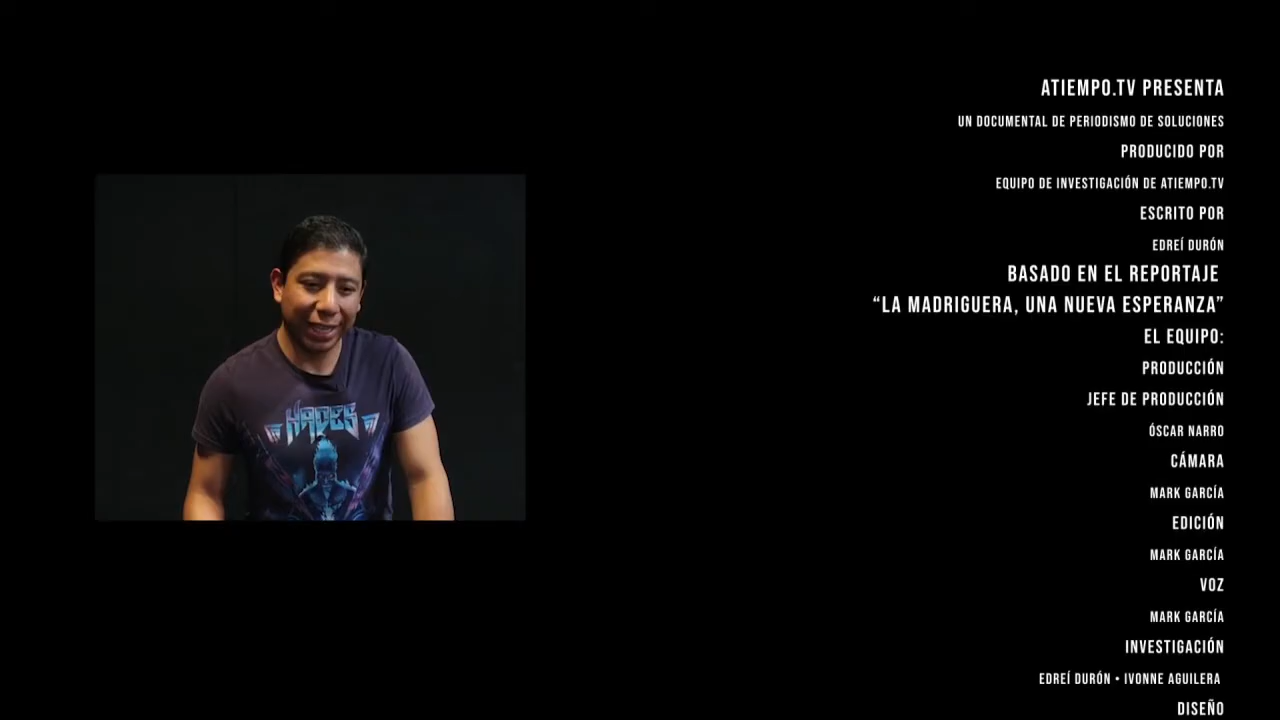 HADES
ATIEMPO.TV PRESENTA
UN DOCUMENTAL DE PERIODISMO DE SOLUCIONES
PRODUCIDO POR
EQUIPO DE INVESTIGACIÓN DE ATIEMPO.TV
ESCRITO POR
EDREÍ DURÓN
BASADO EN EL REPORTAJE
“LA MADRIGUERA, UNA NUEVA ESPERANZA”
EL EQUIPO:
PRODUCCIÓN
JEFE DE PRODUCCIÓN
ÓSCAR NARRO
CÁMARA
MARK GARCÍA
EDICIÓN
MARK GARCÍA
VOZ
MARK GARCÍA
INVESTIGACIÓN
EDREÍ DURÓN • IVONNE AGUILERA
DISEÑO